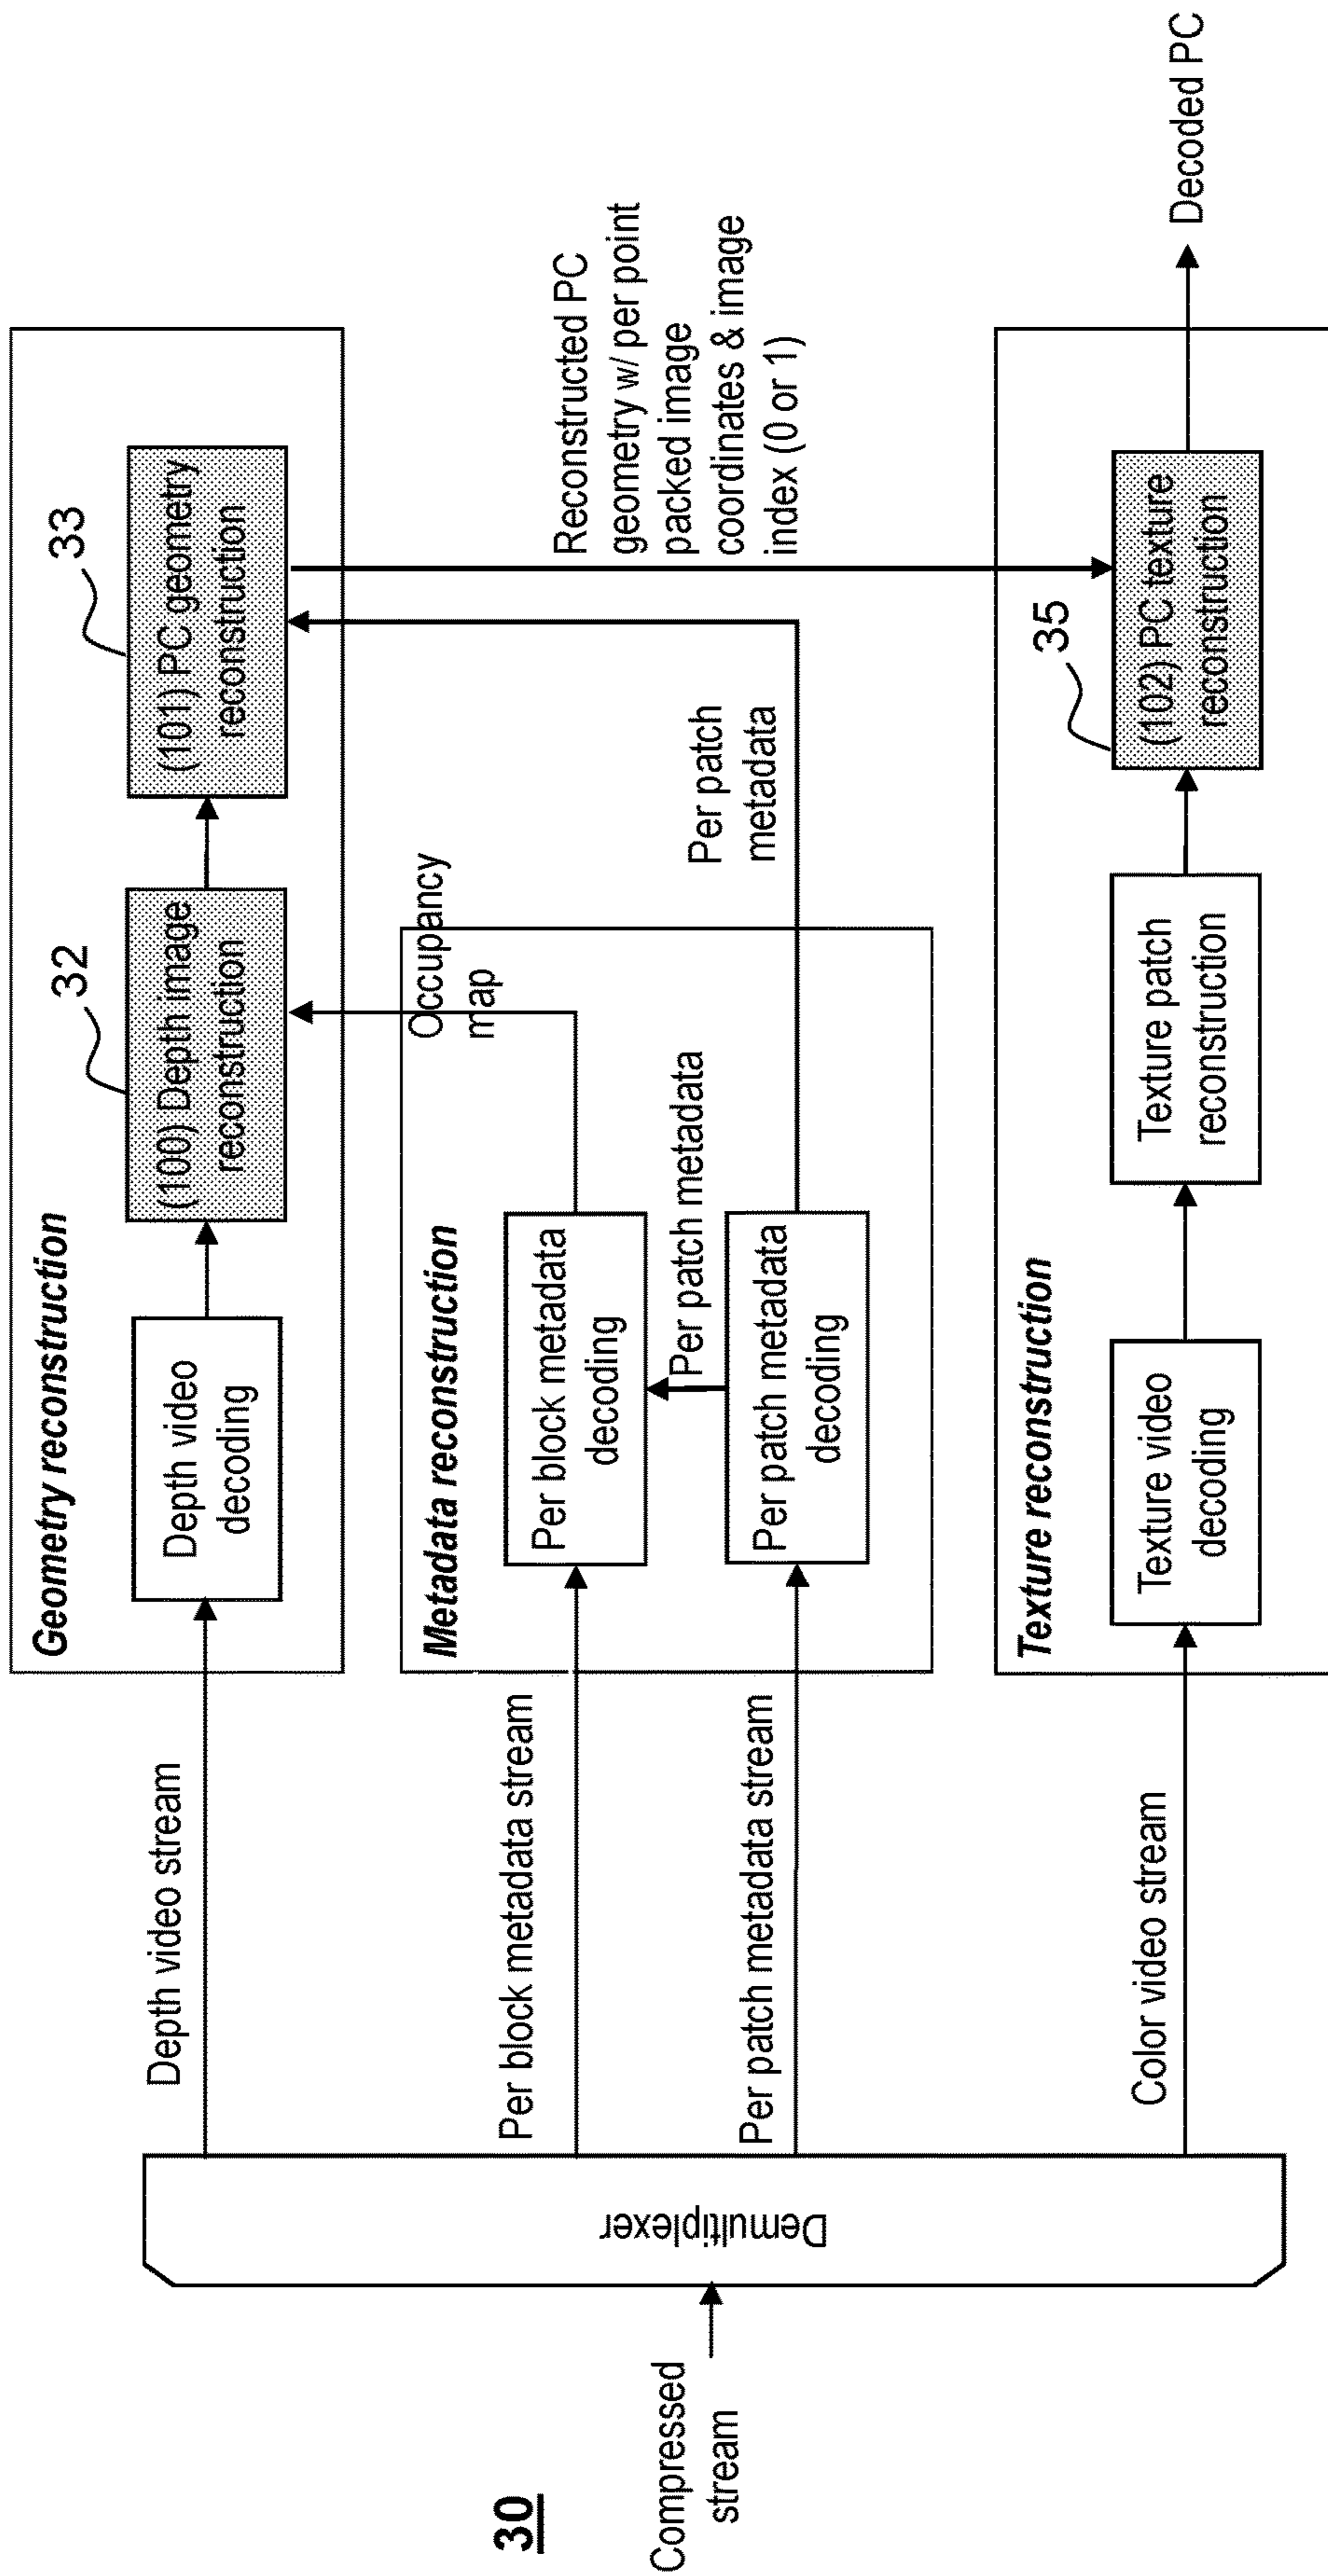 30
Compressed
stream
Demultiplexer
Depth video stream
Per block metadata stream
Per patch metadata stream
Color video stream
Geometry reconstruction
Depth video
decoding
32
(100) Depth image
reconstruction
33
(101) PC geometry
reconstruction
Metadata reconstruction
Per block metadata
decoding
Per patch metadata
Per patch metadata
decoding
Occupancy
map
Per patch
metadata
Reconstructed PC
geometry w/ per point
packed image
coordinates & image
index (0 or 1)
Texture reconstruction
Texture video
decoding
Texture patch
reconstruction
35
(102) PC texture
reconstruction
Decoded PC